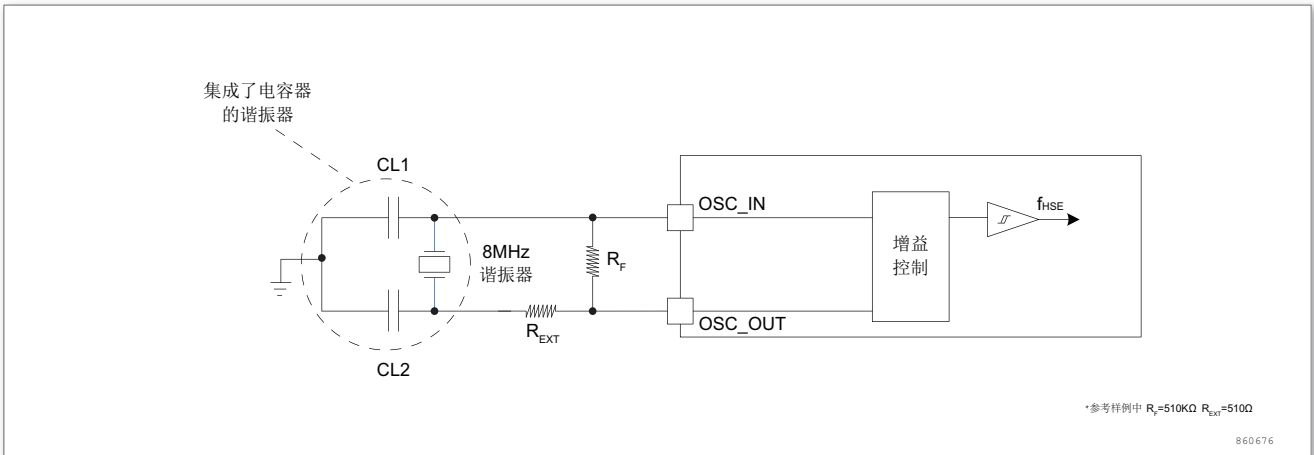 集成了电容器
的谐振器
CL1
8MHz
谐振器
CL2
R_F
R_EXT
OSC_IN
OSC_OUT
增益
控制
f_HSE
*参考样例中 R_F=510KΩ R_EXT=510Ω
860676